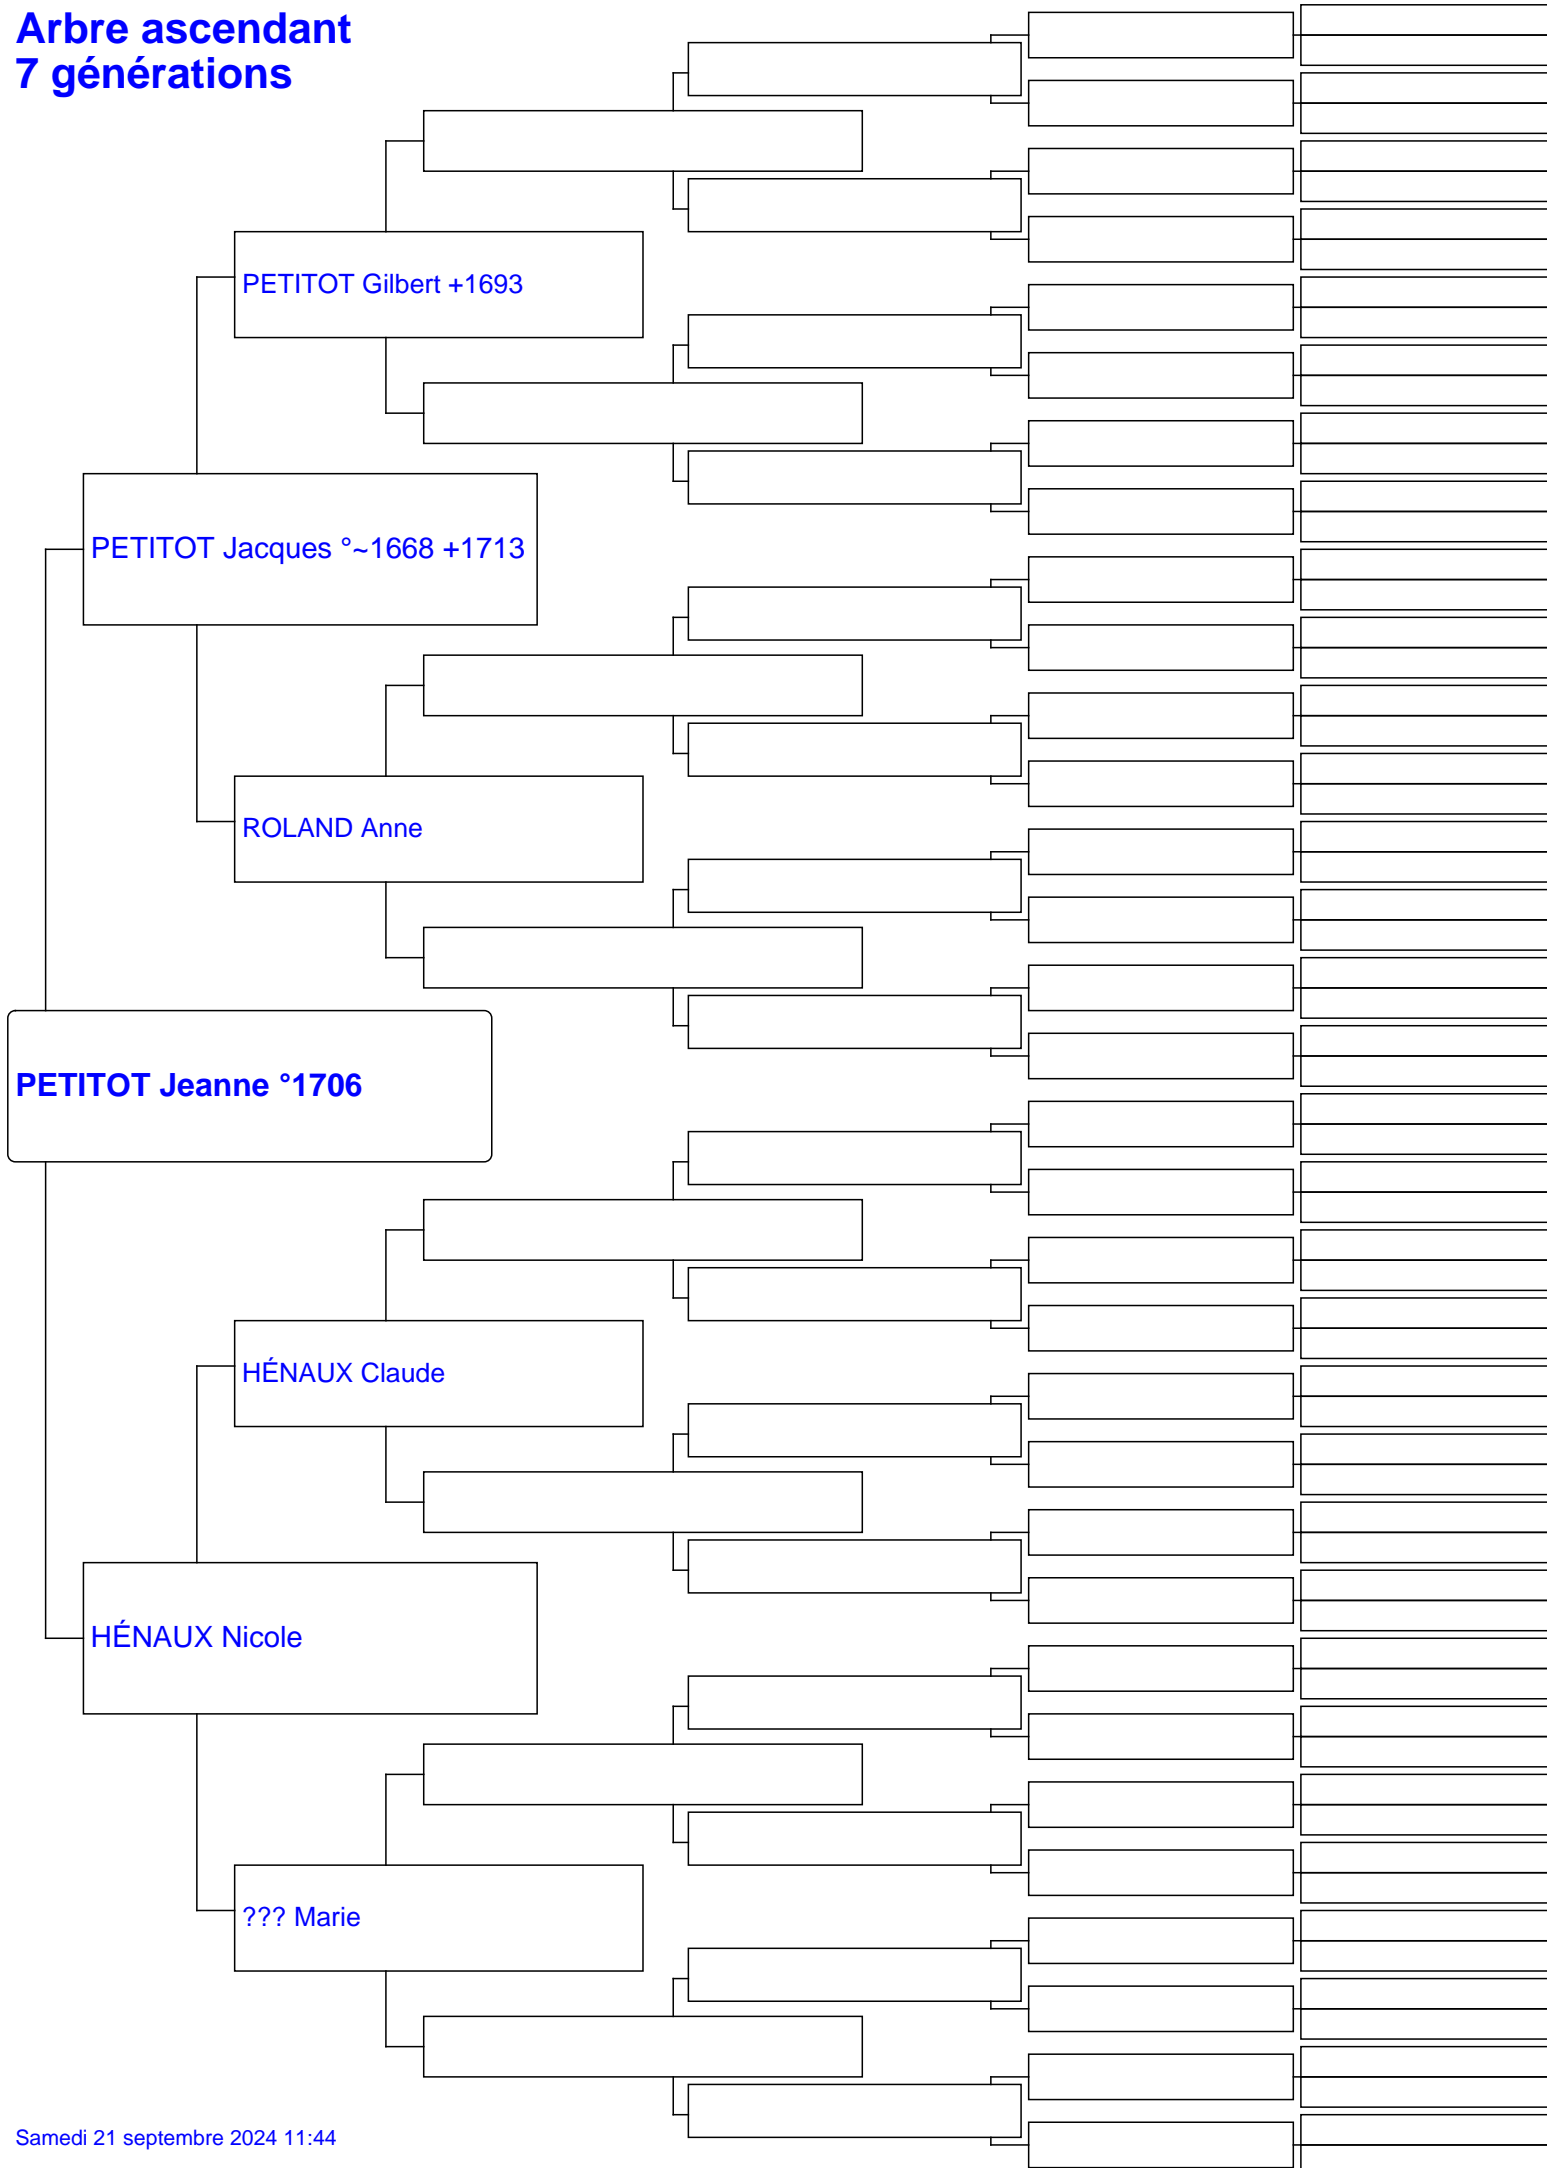 Arbre ascendant
7 générations
PETITOT Gilbert +1693
PETITOT Jacques °~1668 +1713
ROLAND Anne
PETITOT Jeanne °1706
HÉNAUX Claude
HÉNAUX Nicole
??? Marie
Samedi 21 septembre 2024 11:44